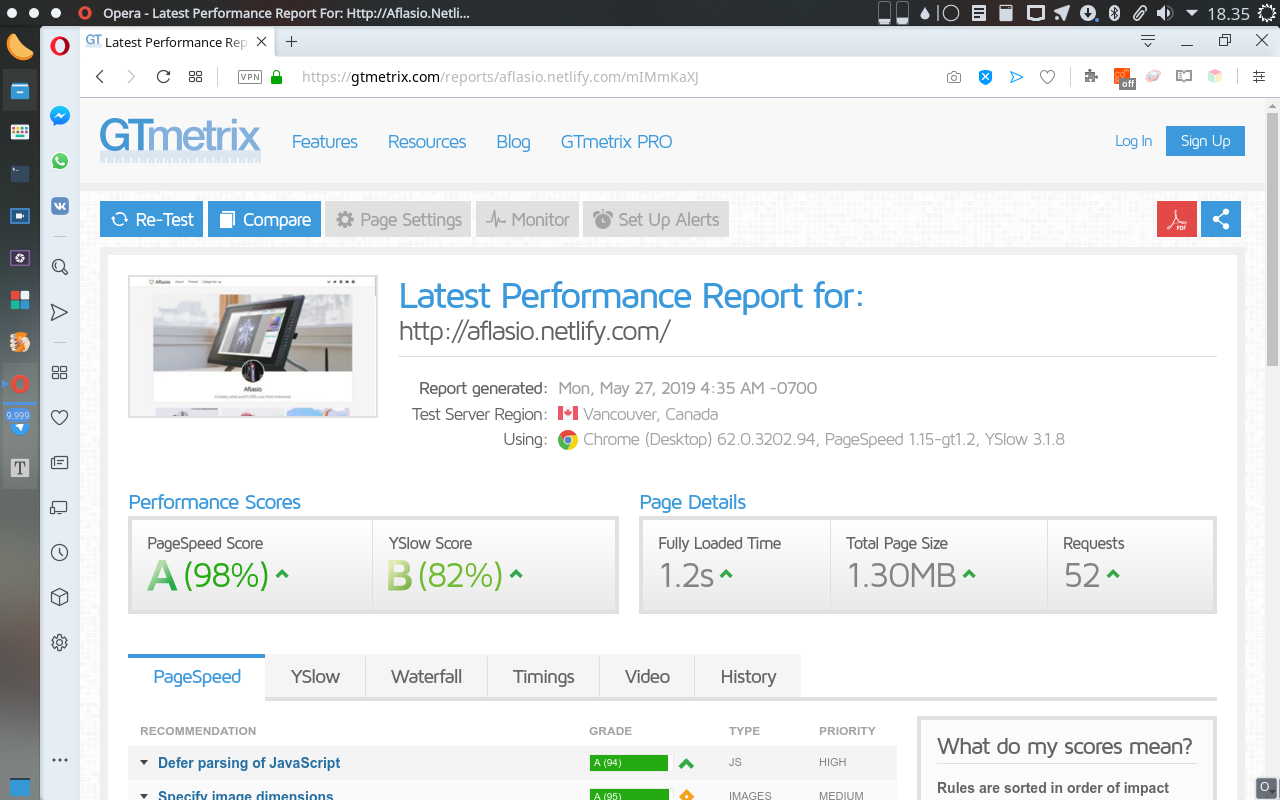 Opera - Latest Performance Report For: Http://Aflasio.Netli...
18.35
GT Latest Performance Rep
VPN
https://gtmetrix.com/reports/aflasio.netlify.com/mIMmKaXJ
off
GTmetrix
Features
Resources
Blog
GTmetrix PRO
Log In
Sign Up
Re-Test
Compare
Page Settings
Monitor
Set Up Alerts
PDF
Aflasio
About
Themes
Categories
Aflasio
Latest Performance Report for:
http://aflasio.netlify.com/
Report generated: Mon, May 27, 2019 4:35 AM -0700
Test Server Region: Vancouver, Canada
Using: Chrome (Desktop) 62.0.3202.94, PageSpeed 1.15-gt1.2, YSlow 3.1.8
9.999
T
Performance Scores
PageSpeed Score
A (98%)
YSlow Score
B (82%)
Page Details
Fully Loaded Time
1.2s
Total Page Size
1.30MB
Requests
52
PageSpeed
YSlow
Waterfall
Timings
Video
History
RECOMMENDATION GRADE TYPE PRIORITY
Defer parsing of JavaScript A (94) JS HIGH
Specify image dimensions A (95) IMAGES MEDIUM
What do my scores mean?
Rules are sorted in order of impact